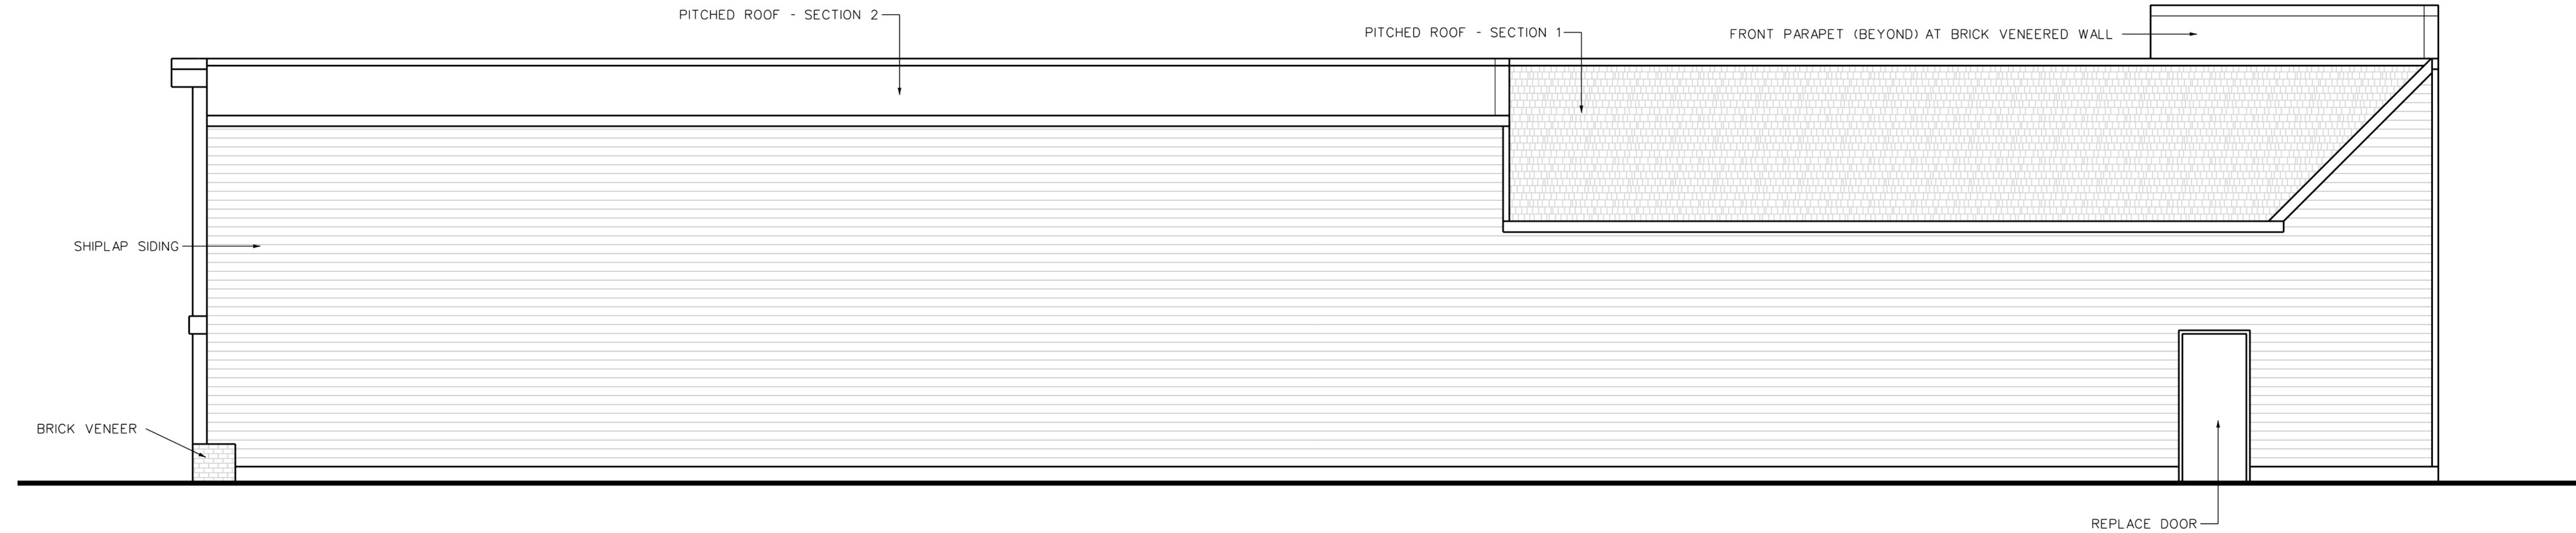 PITCHED ROOF - SECTION 2
PITCHED ROOF - SECTION 1
FRONT PARAPET (BEYOND) AT BRICK VENEERED WALL
SHIPLAP SIDING
BRICK VENEER
REPLACE DOOR